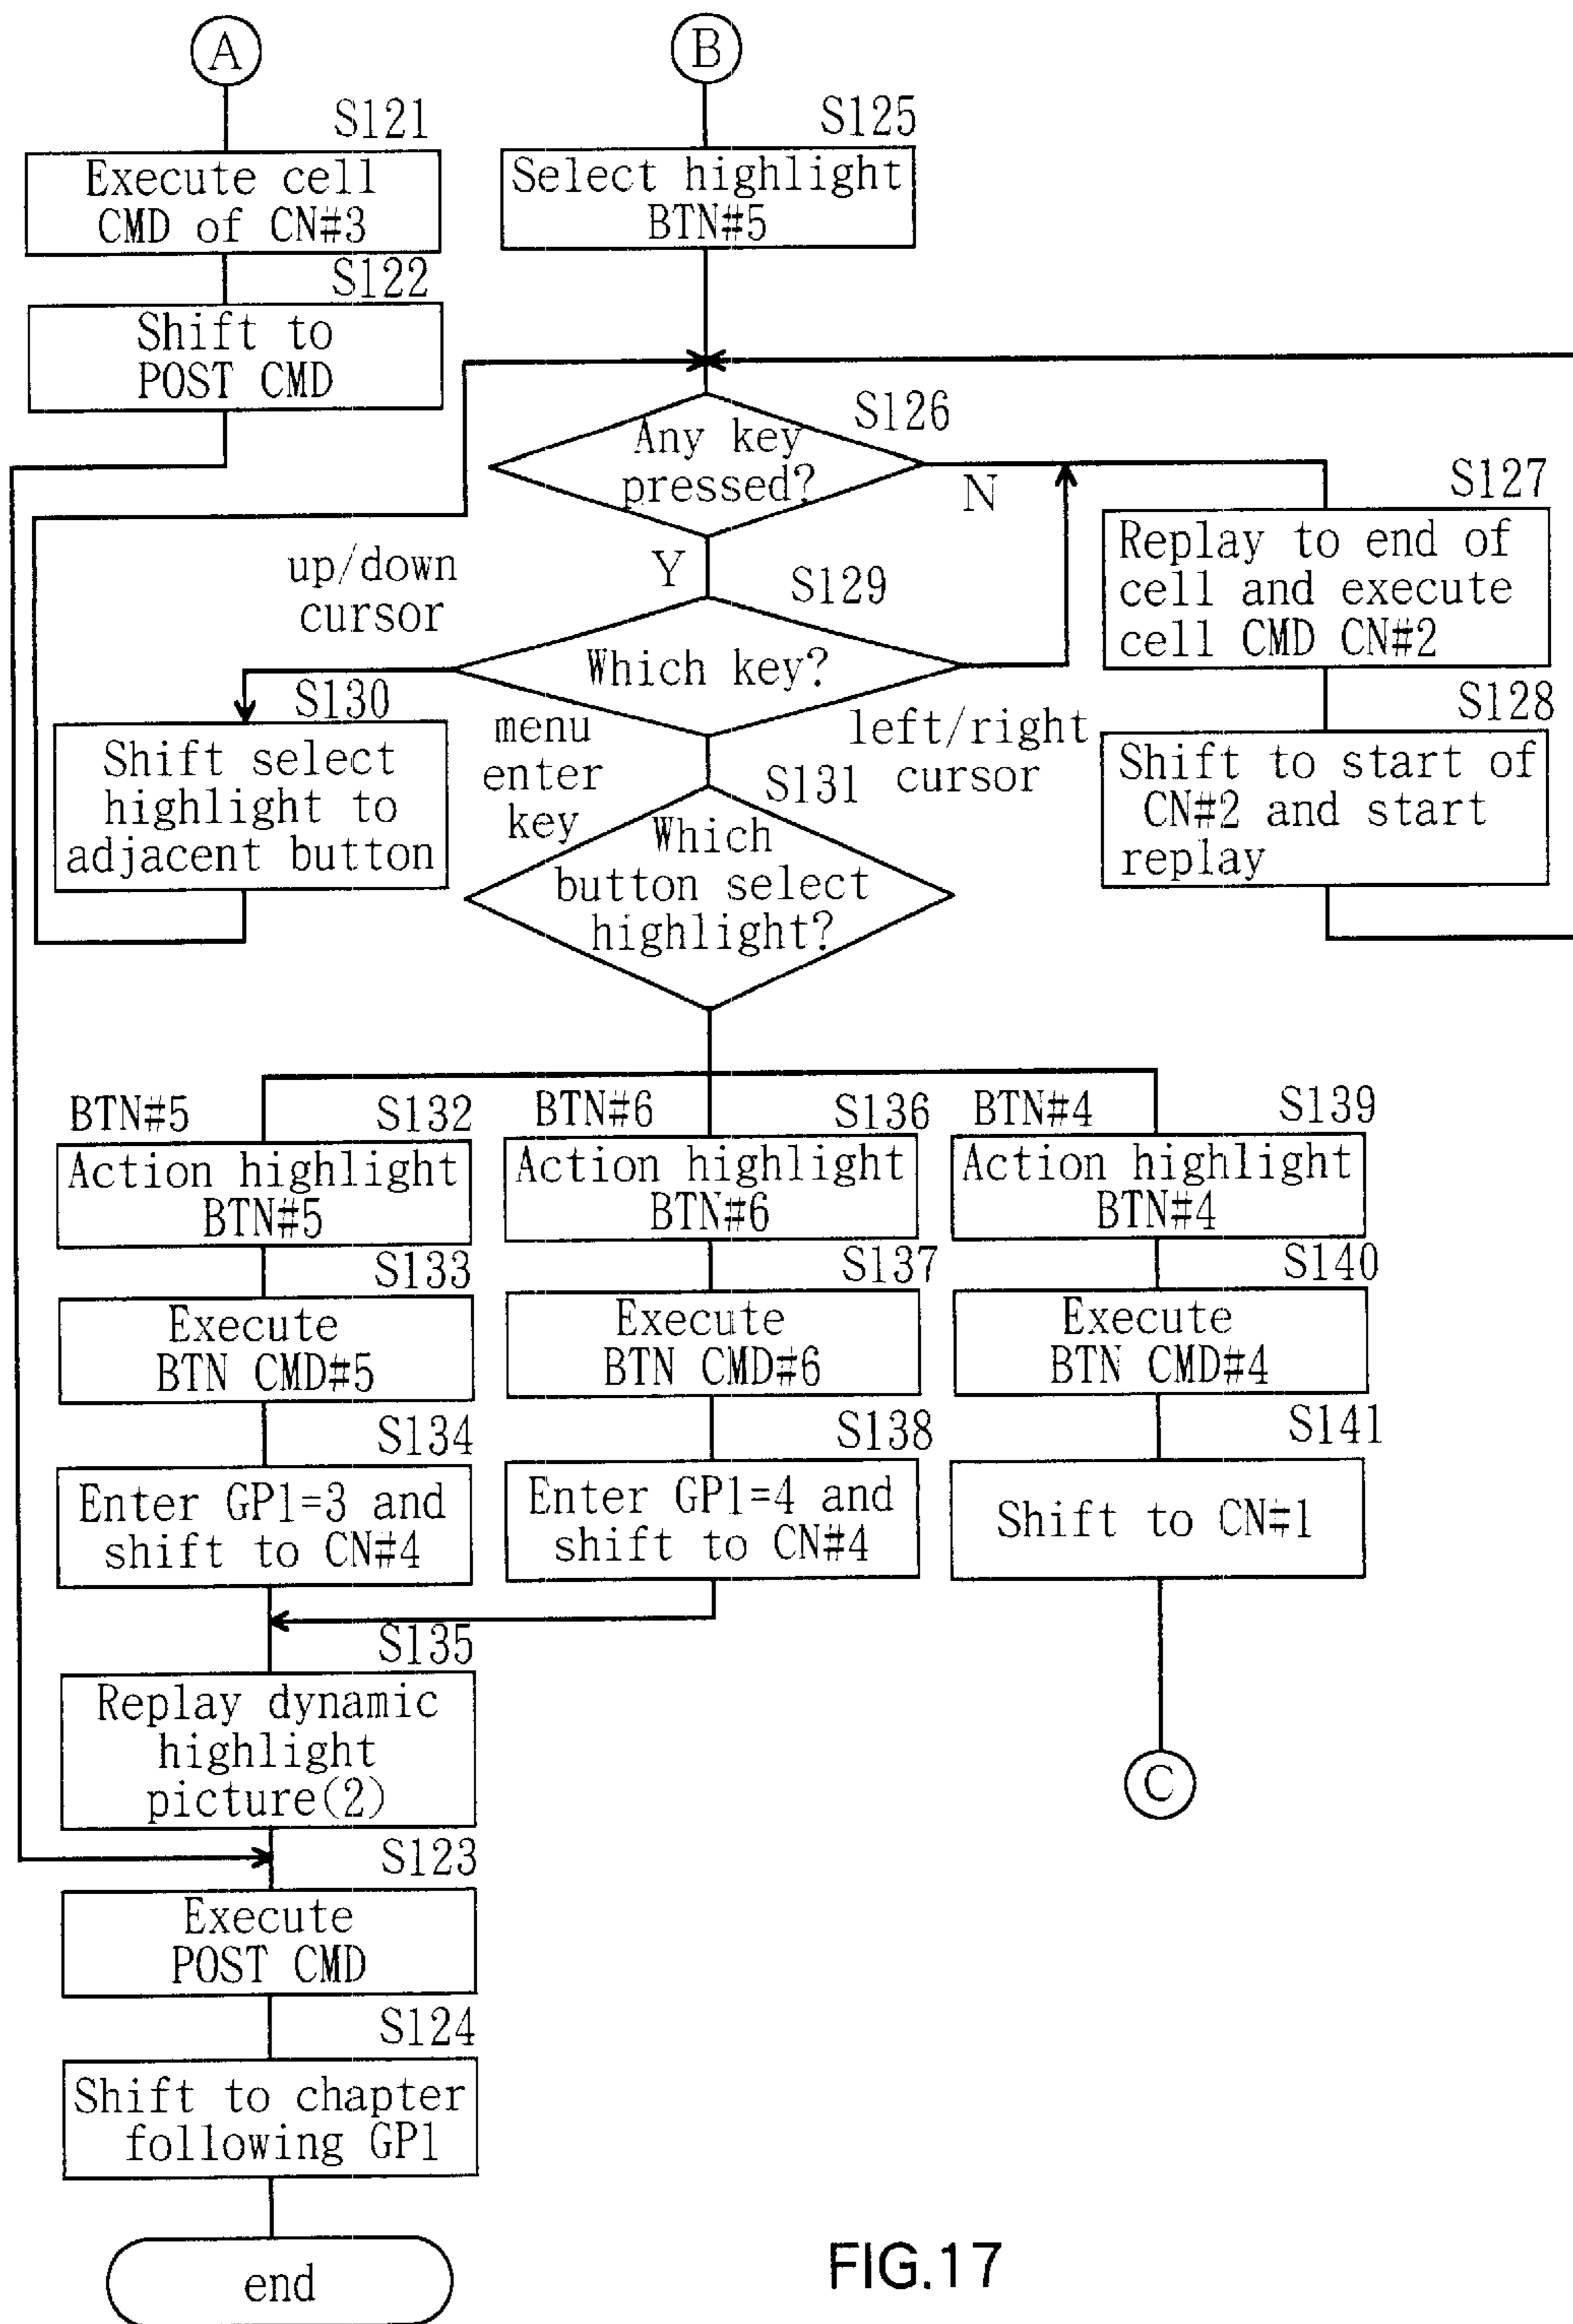 A
S121
Execute cell
CMD of CN#3
S122
Shift to
POST CMD
B
S125
Select highlight
BTN#5
S126
Any key
pressed?
N
Y
S127
Replay to end of
cell and execute
cell CMD CN#2
S128
Shift to start of
CN#2 and start
replay
S129
Which key?
up/down
cursor
S130
Shift select
highlight to
adjacent button
menu
enter
key
left/right
cursor
S131
Which
button select
highlight?
BTN#5
S132
Action highlight
BTN#5
S133
Execute
BTN CMD#5
S134
Enter GP1=3 and
shift to CN#4
BTN#6
S136
Action highlight
BTN#6
S137
Execute
BTN CMD#6
S138
Enter GP1=4 and
shift to CN#4
BTN#4
S139
Action highlight
BTN#4
S140
Execute
BTN CMD#4
S141
Shift to CN#1
C
S135
Replay dynamic
highlight
picture(2)
S123
Execute
POST CMD
S124
Shift to chapter
following GP1
end
FIG.17